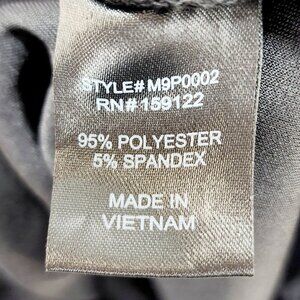 STYLE# M9P0002
RN# 159122
95% POLYESTER
5% SPANDEX
MADE IN
VIETNAM